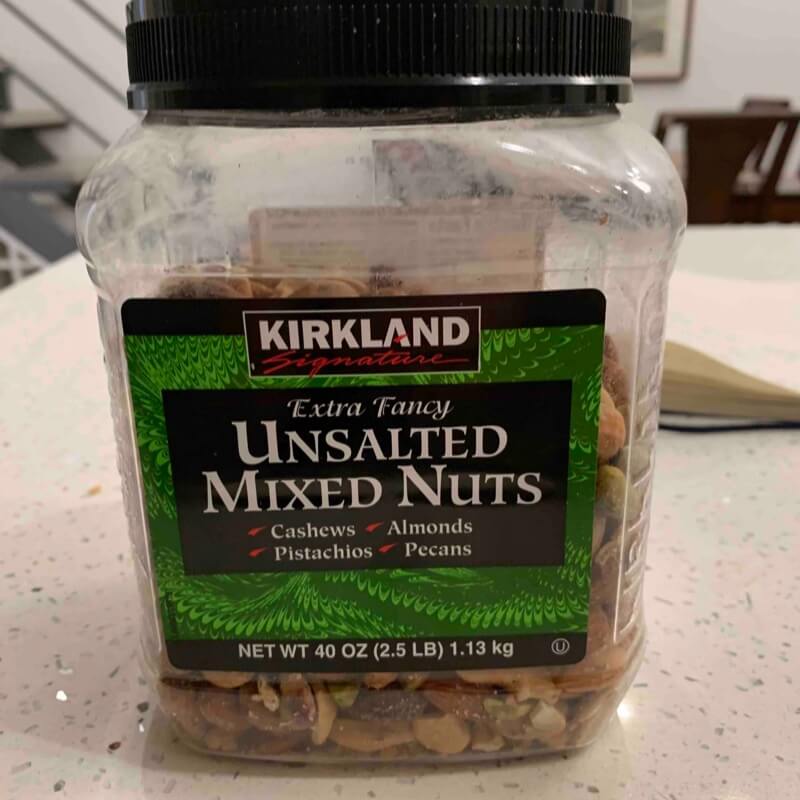 KIRKLAND
Signature
Extra Fancy
UNSALTED
MIXED NUTS
Cashews Almonds
Pistachios Pecans
NET WT 40 OZ (2.5 LB) 1.13 kg U